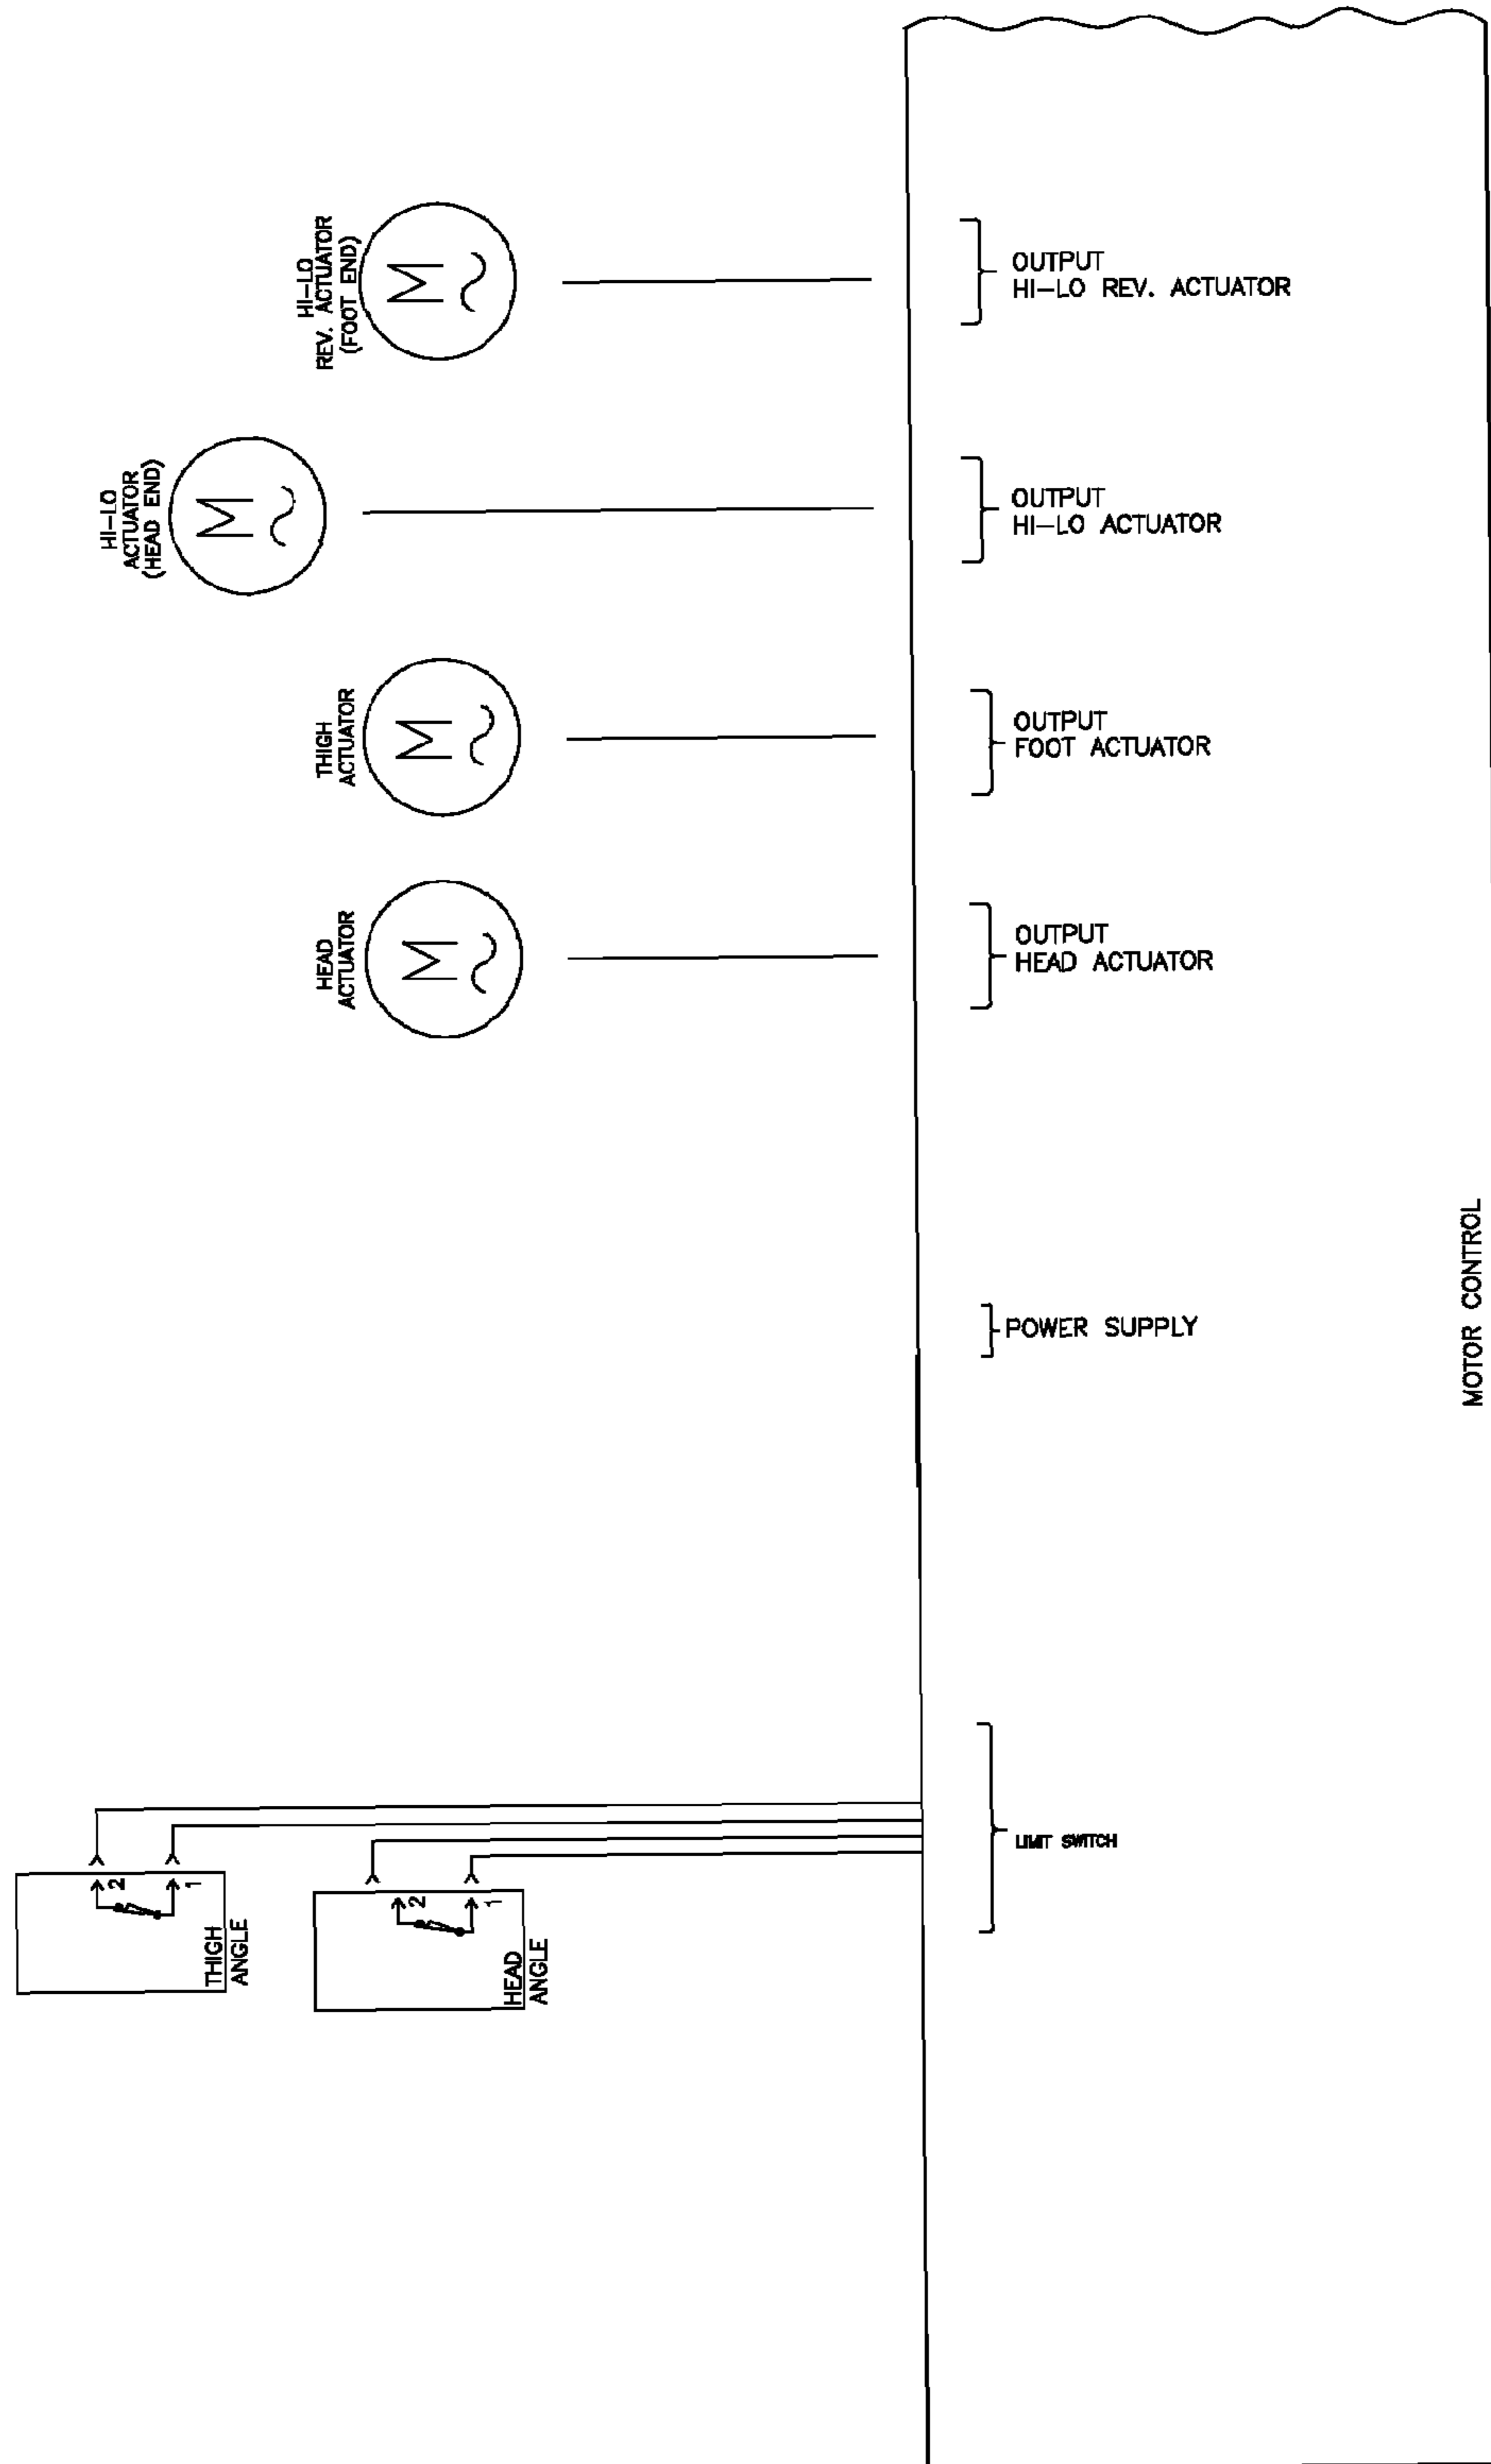 HI-LO
REV. ACTUATOR
(FOOT END)
M
OUTPUT
HI-LO REV. ACTUATOR
HI-LO
ACTUATOR
(HEAD END)
M
OUTPUT
HI-LO ACTUATOR
THIGH
ACTUATOR
M
OUTPUT
FOOT ACTUATOR
HEAD
ACTUATOR
M
OUTPUT
HEAD ACTUATOR
POWER SUPPLY
MOTOR CONTROL
LIMIT SWITCH
2
1
THIGH
ANGLE
2
1
HEAD
ANGLE